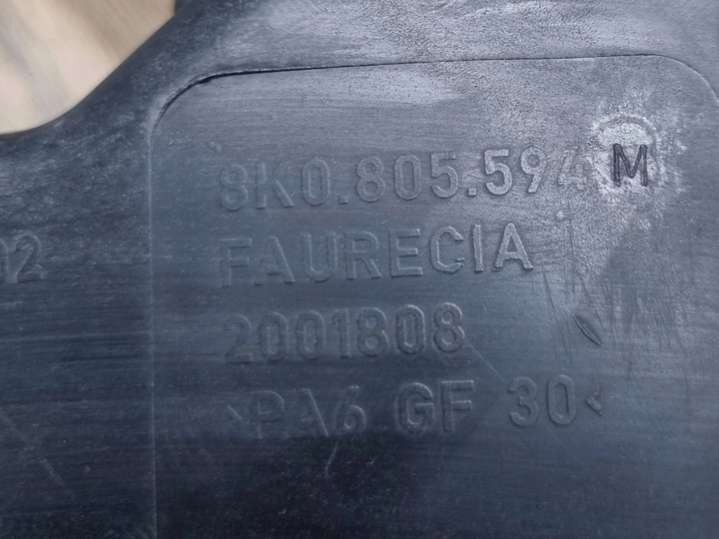 8K0.805.594 M
FAURECIA
2001808
>PA6 GF 30<